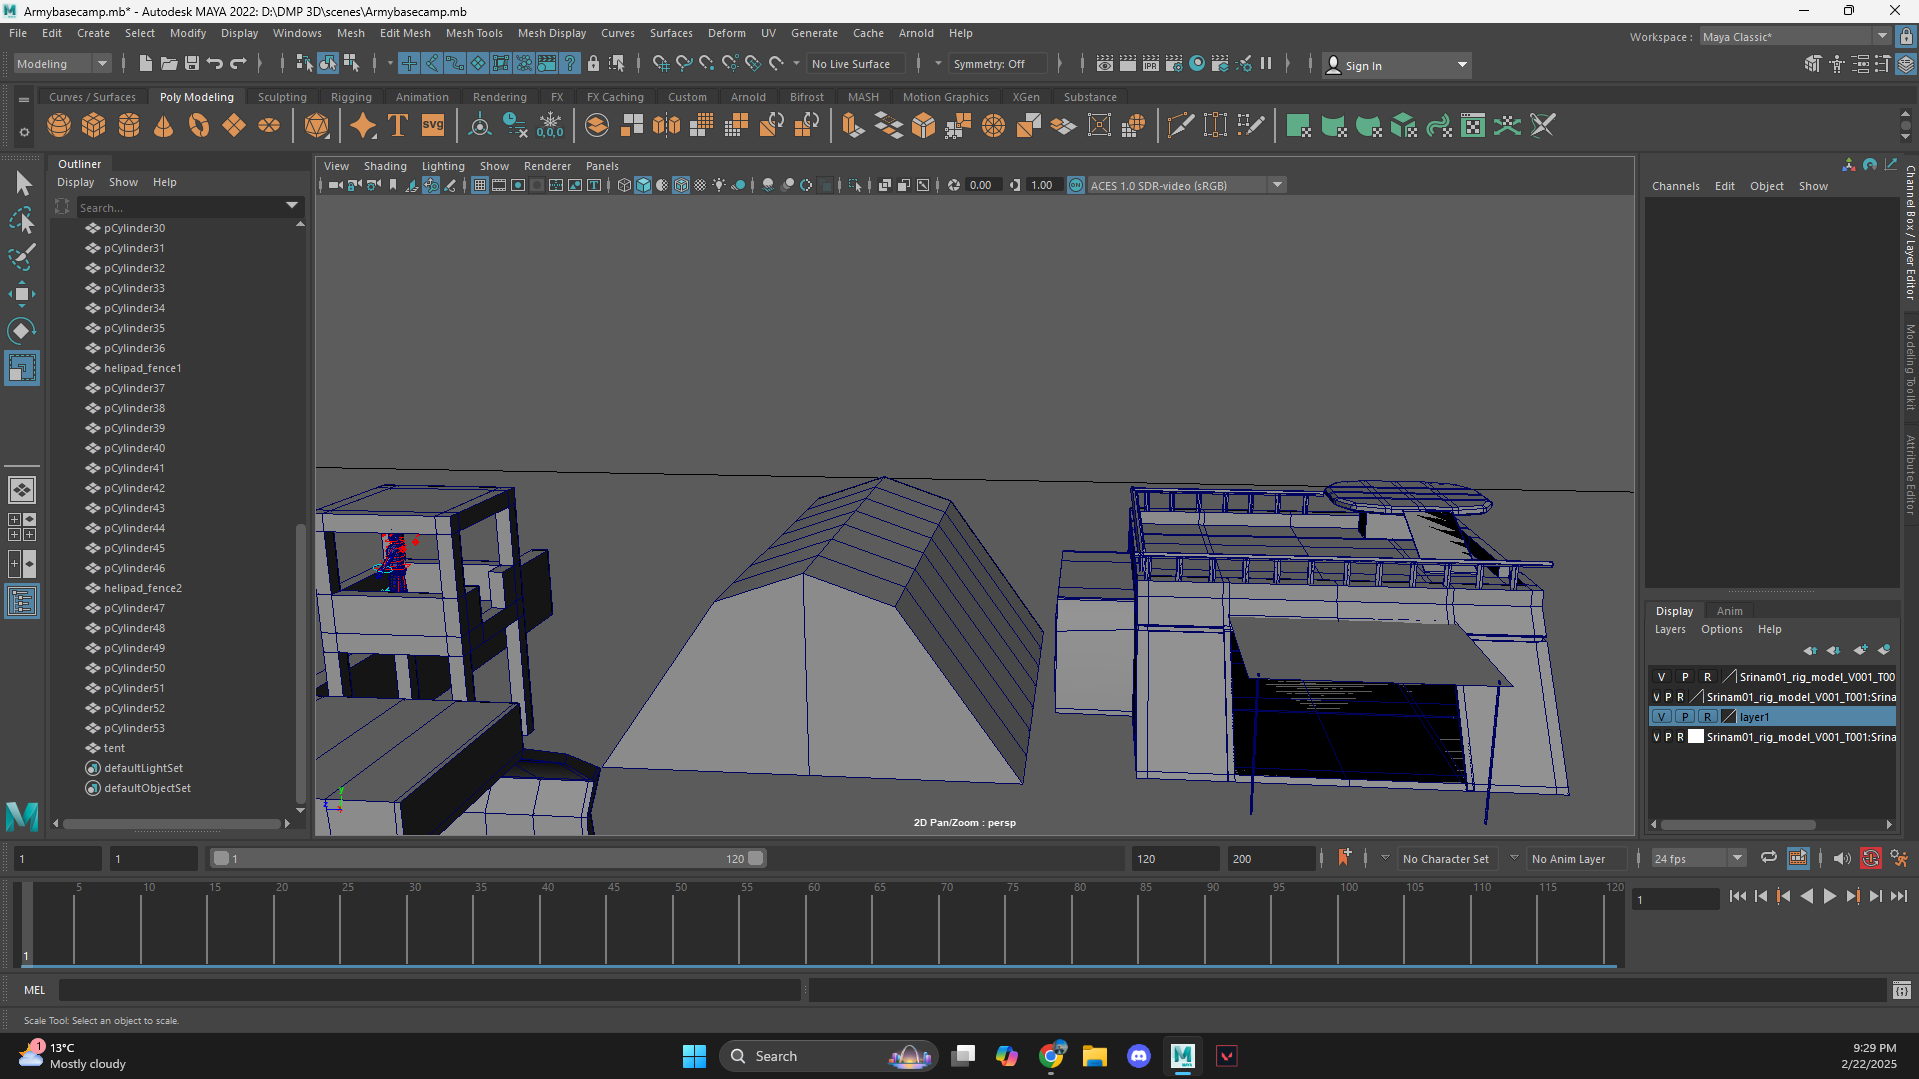 Armybasecamp.mb* - Autodesk MAYA 2022: D:\DMP 3D\scenes\Armybasecamp.mb
File Edit Create Select Modify Display Windows Mesh Edit Mesh Mesh Tools Mesh Display Curves Surfaces Deform UV Generate Cache Arnold Help
Workspace : Maya Classic*
Modeling No Live Surface Symmetry: Off Sign In
Curves / Surfaces Poly Modeling Sculpting Rigging Animation Rendering FX FX Caching Custom Arnold Bifrost MASH Motion Graphics XGen Substance
Outliner
Display Show Help
Search...
pCylinder30
pCylinder31
pCylinder32
pCylinder33
pCylinder34
pCylinder35
pCylinder36
helipad_fence1
pCylinder37
pCylinder38
pCylinder39
pCylinder40
pCylinder41
pCylinder42
pCylinder43
pCylinder44
pCylinder45
pCylinder46
helipad_fence2
pCylinder47
pCylinder48
pCylinder49
pCylinder50
pCylinder51
pCylinder52
pCylinder53
tent
defaultLightSet
defaultObjectSet
View Shading Lighting Show Renderer Panels
0.00 1.00 ACES 1.0 SDR-video (sRGB)
2D Pan/Zoom : persp
Channels Edit Object Show
Channel Box / Layer Editor
Modeling Toolkit
Attribute Editor
Display Anim
Layers Options Help
V P R Srinam01_rig_model_V001_T00
V P R Srinam01_rig_model_V001_T001:Srina
V P R layer1
V P R Srinam01_rig_model_V001_T001:Srina
1 1 1 120 120 200 No Character Set No Anim Layer 24 fps
5 10 15 20 25 30 35 40 45 50 55 60 65 70 75 80 85 90 95 100 105 110 115 120
1
1
MEL
Scale Tool: Select an object to scale.
1
13°C
Mostly cloudy
Search
9:29 PM
2/22/2025